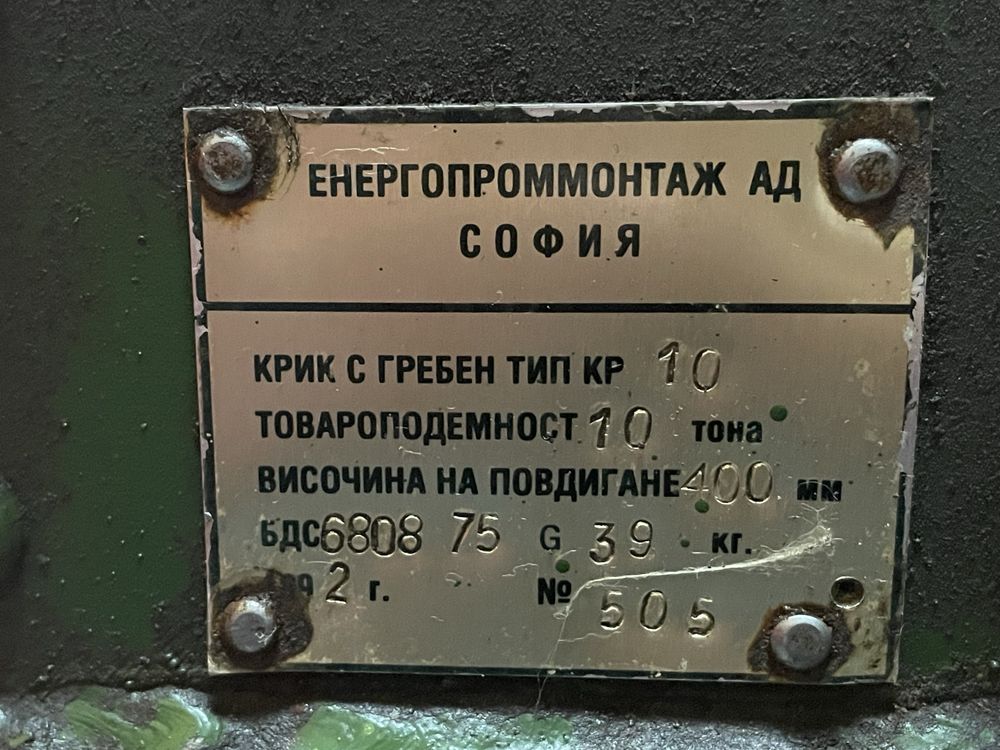 ЕНЕРГОПРОММОНТАЖ АД
СОФИЯ
КРИК С ГРЕБЕН ТИП КР 10
ТОВАРОПОДЕМНОСТ 10 тона
ВИСОЧИНА НА ПОВДИГАНЕ 400 мм
БДС 6808 75 G 39 кг.
2 г. № 505